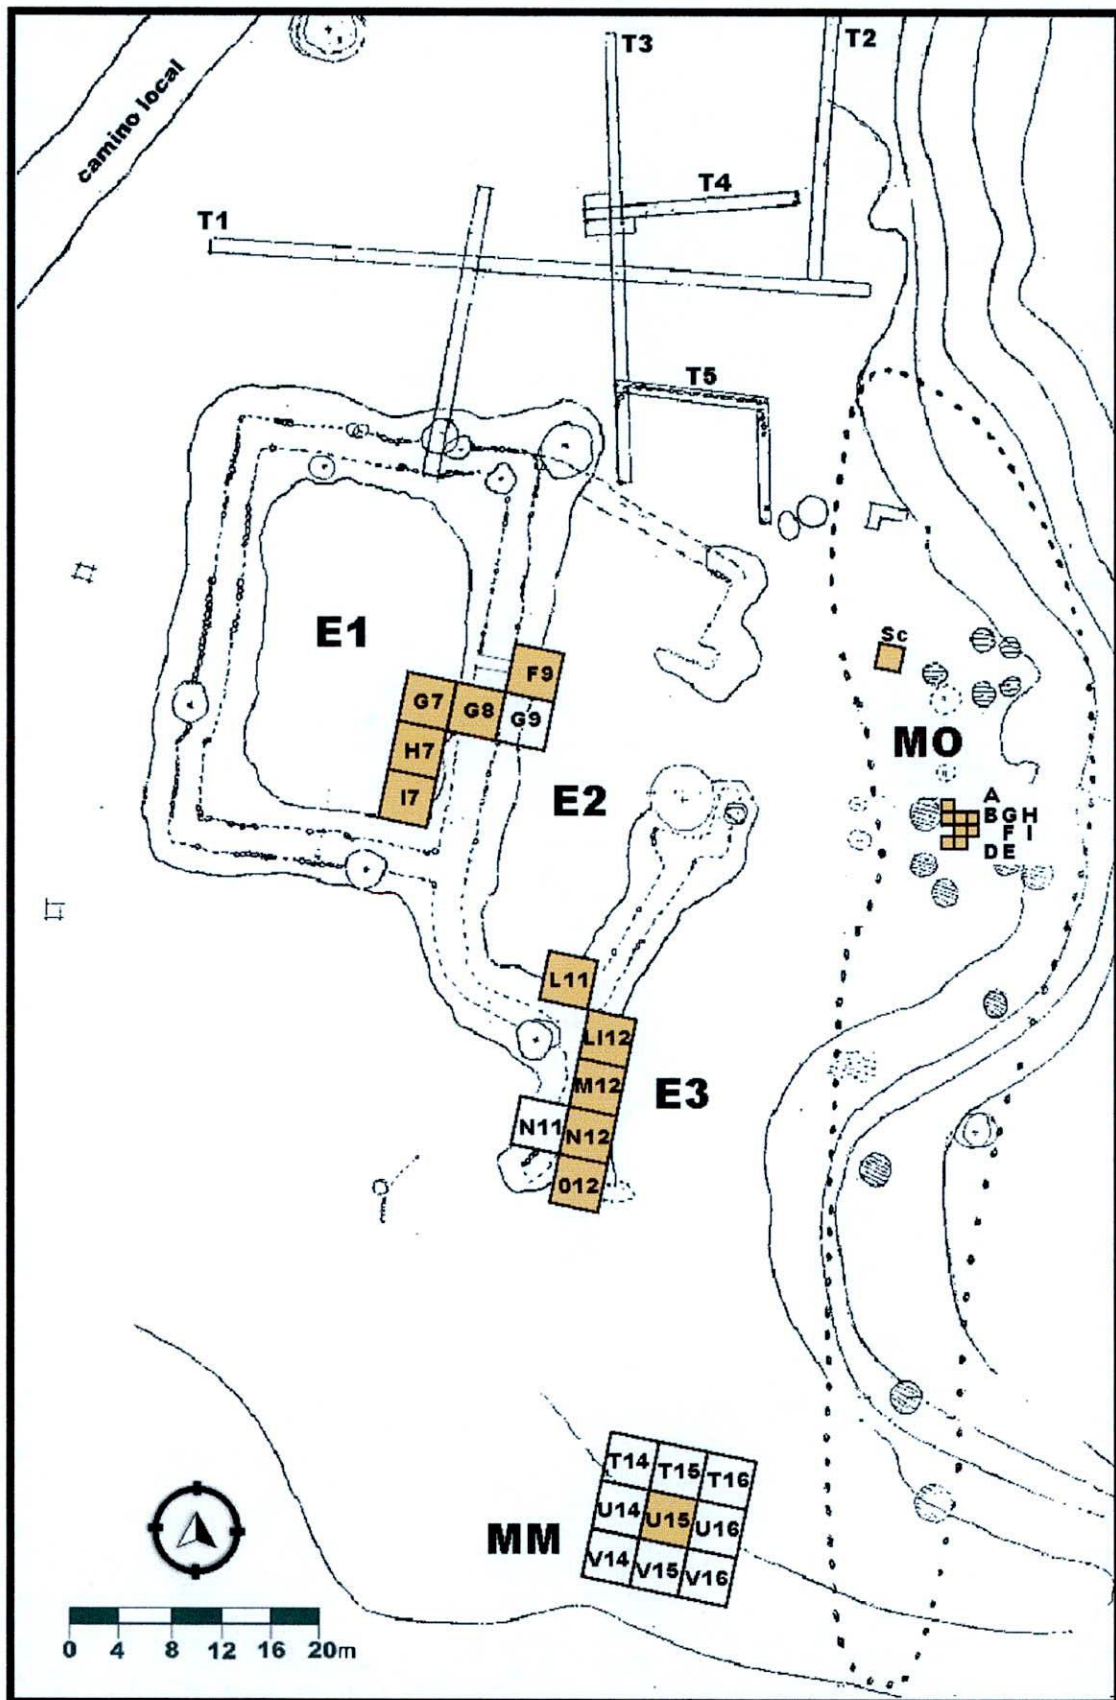 T3
T2
camino local
T4
T1
T5
E1
Sc
F9
G7
G8
G9
MO
H7
I7
E2
A
B G H
F I
D E
L11
LI12
M12
E3
N11
N12
012
T14
T15
T16
U14
U15
U16
MM
V14
V15
V16
0 4 8 12 16 20m